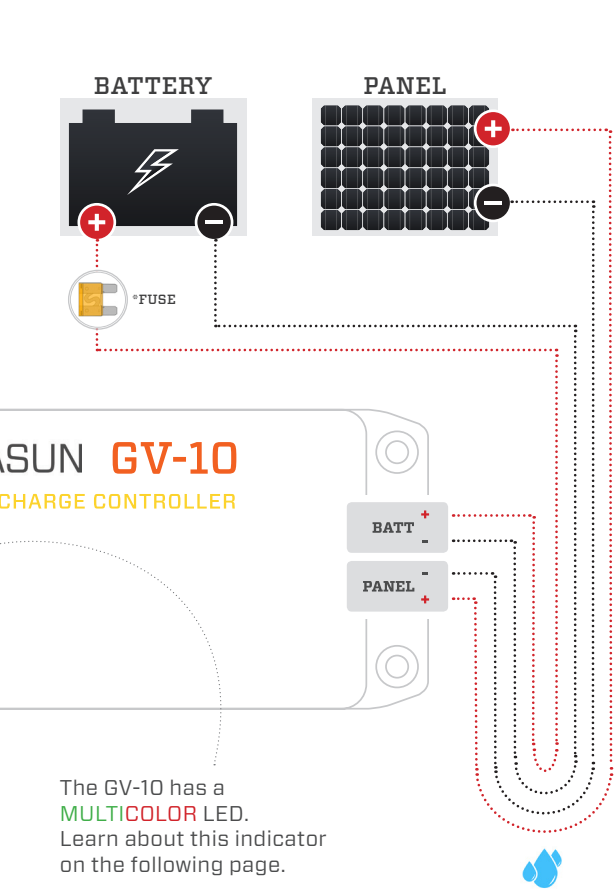 BATTERY
PANEL
*FUSE
ASUN GV-10
CHARGE CONTROLLER
BATT + -
PANEL - +
The GV-10 has a
MULTICOLOR LED.
Learn about this indicator
on the following page.